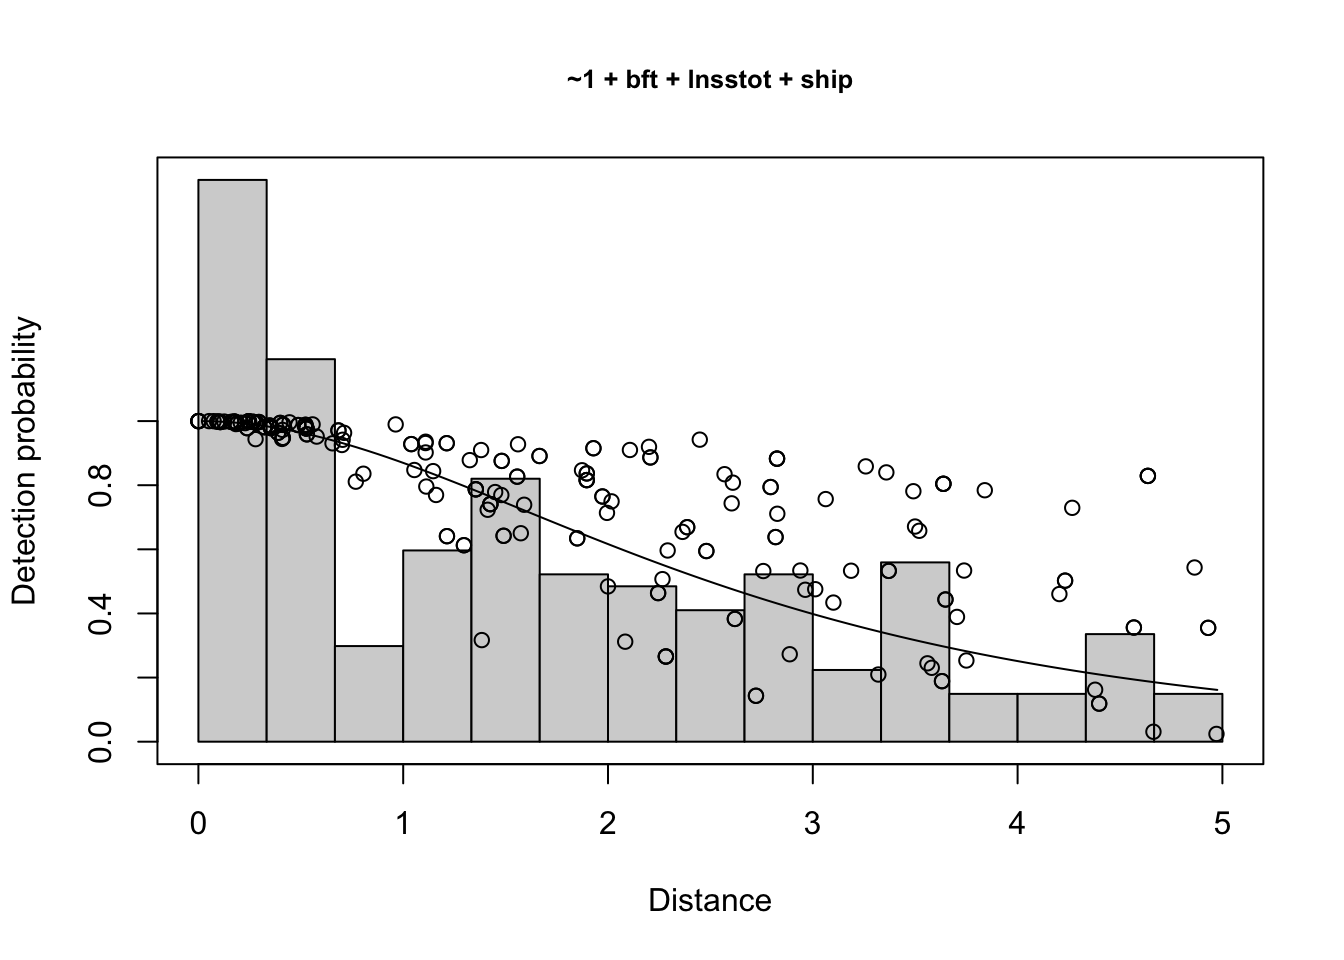 ~1 + bft + lnsstot + ship
Detection probability
0.8
0.4
0.0
0 1 2 3 4 5
Distance